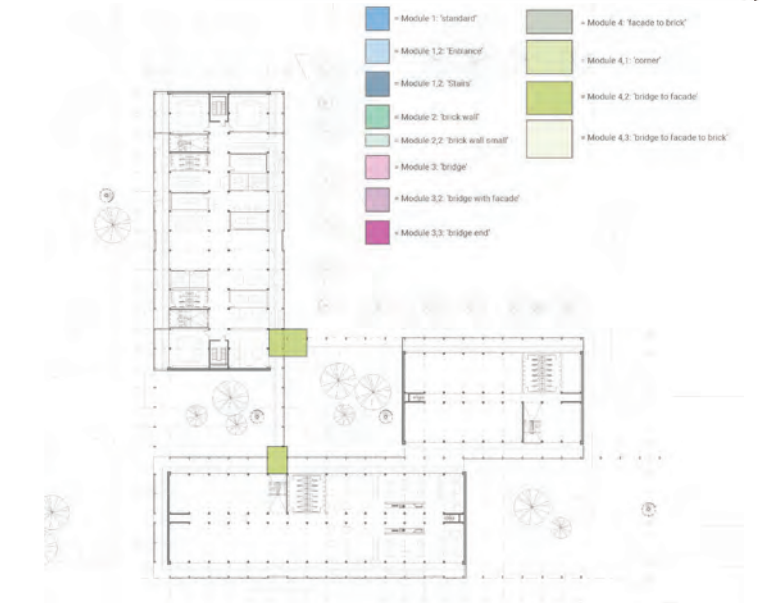 = Module 1: 'standard'
= Module 1,2: 'Entrance'
= Module 1,2: 'Stairs'
= Module 2: 'brick wall'
= Module 2,2: 'brick wall small'
= Module 3: 'bridge'
= Module 3,2: 'bridge with facade'
= Module 3,3: 'bridge end'
= Module 4: 'facade to brick'
= Module 4,1: 'corner'
= Module 4,2: 'bridge to facade'
= Module 4,3: 'bridge to facade to brick'